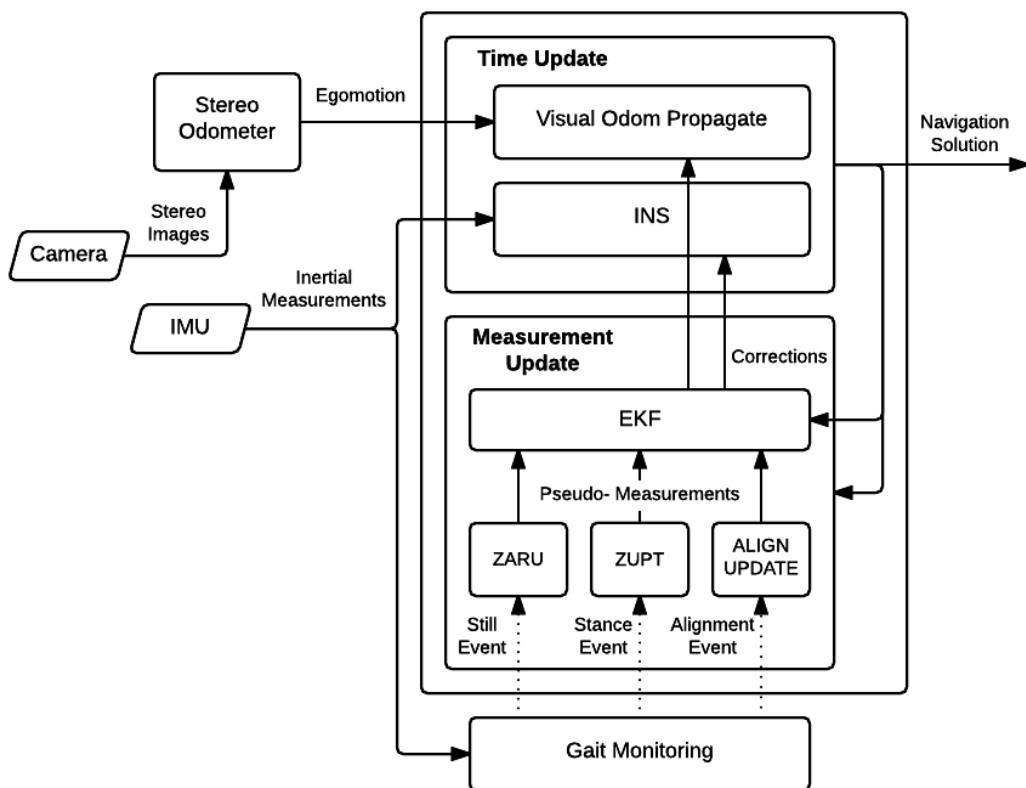 Time Update
Stereo
Odometer
Egomotion
Visual Odom Propagate
Navigation
Solution
Stereo
Images
INS
Camera
Inertial
Measurements
IMU
Measurement
Update
Corrections
EKF
Pseudo- Measurements
ZARU
ZUPT
ALIGN
UPDATE
Still
Event
Stance
Event
Alignment
Event
Gait Monitoring